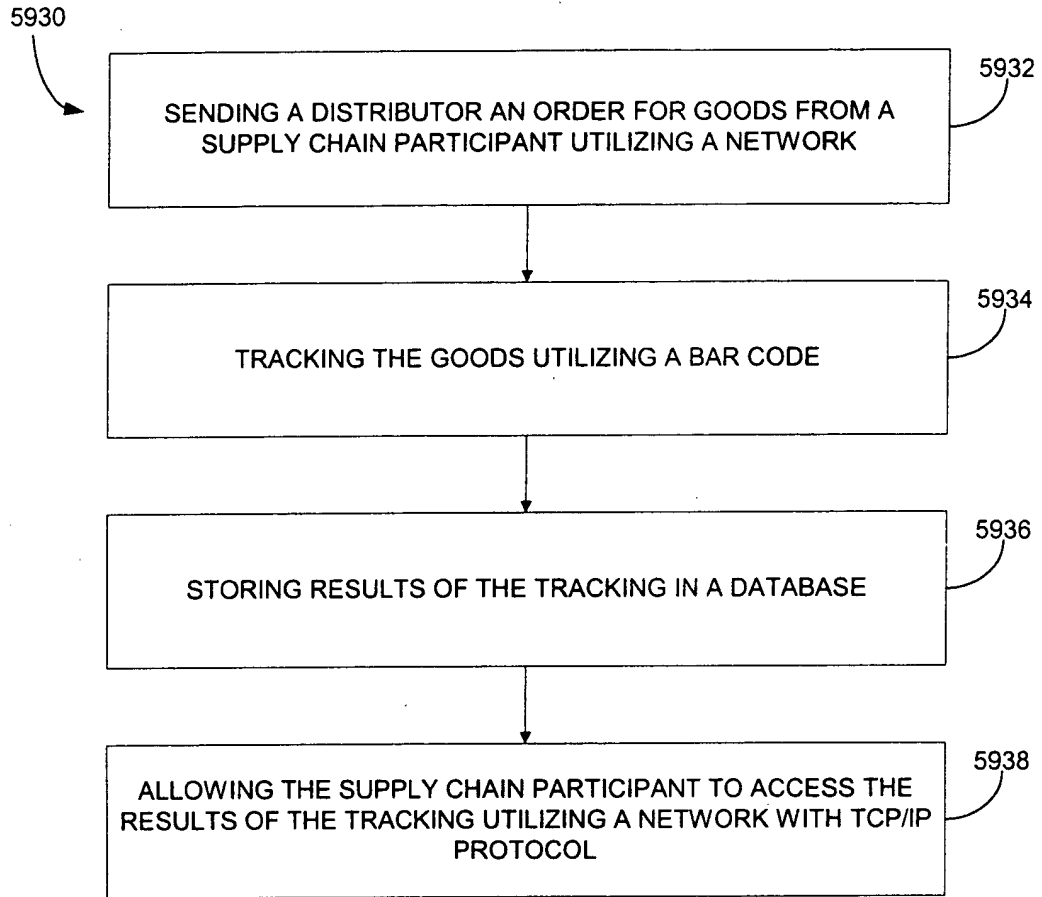 5930
5932
SENDING A DISTRIBUTOR AN ORDER FOR GOODS FROM A
SUPPLY CHAIN PARTICIPANT UTILIZING A NETWORK
5934
TRACKING THE GOODS UTILIZING A BAR CODE
5936
STORING RESULTS OF THE TRACKING IN A DATABASE
5938
ALLOWING THE SUPPLY CHAIN PARTICIPANT TO ACCESS THE
RESULTS OF THE TRACKING UTILIZING A NETWORK WITH TCP/IP
PROTOCOL